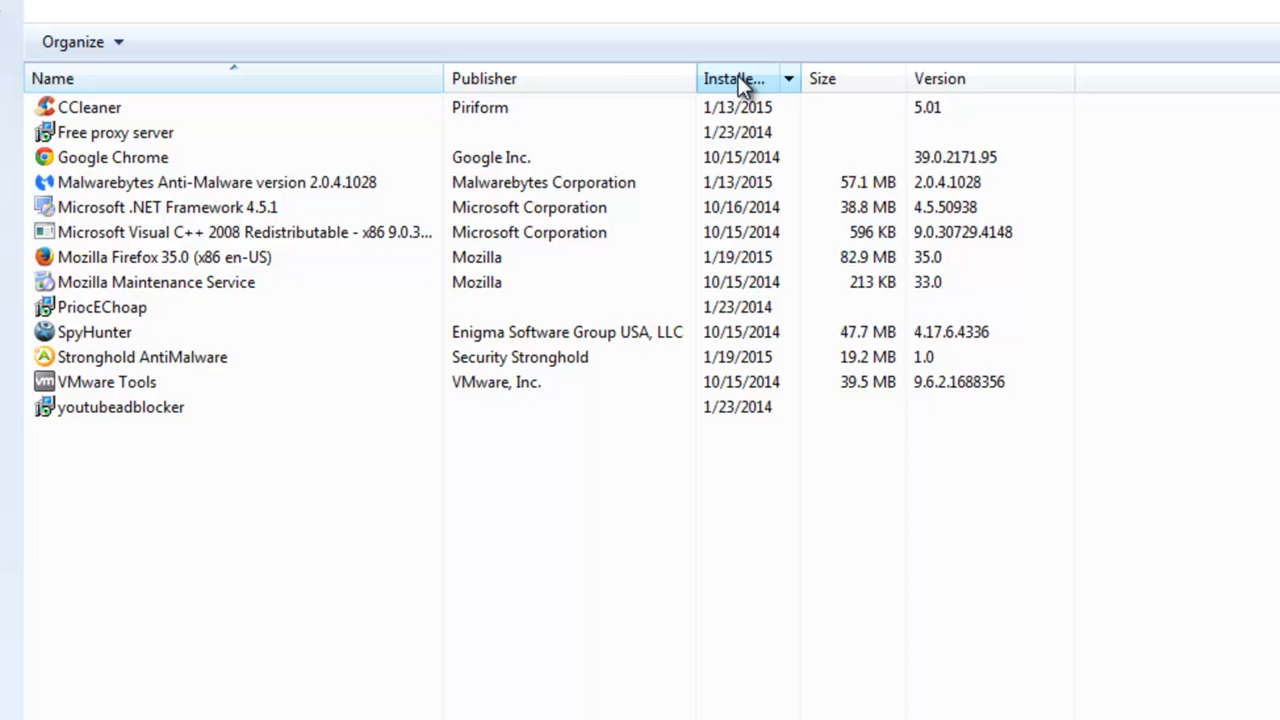 Organize
Name Publisher Installe... Size Version
CCleaner Piriform 1/13/2015 5.01
Free proxy server 1/23/2014
Google Chrome Google Inc. 10/15/2014 39.0.2171.95
Malwarebytes Anti-Malware version 2.0.4.1028 Malwarebytes Corporation 1/13/2015 57.1 MB 2.0.4.1028
Microsoft .NET Framework 4.5.1 Microsoft Corporation 10/16/2014 38.8 MB 4.5.50938
Microsoft Visual C++ 2008 Redistributable - x86 9.0.3... Microsoft Corporation 10/15/2014 596 KB 9.0.30729.4148
Mozilla Firefox 35.0 (x86 en-US) Mozilla 1/19/2015 82.9 MB 35.0
Mozilla Maintenance Service Mozilla 10/15/2014 213 KB 33.0
PriocEChoap 1/23/2014
SpyHunter Enigma Software Group USA, LLC 10/15/2014 47.7 MB 4.17.6.4336
Stronghold AntiMalware Security Stronghold 1/19/2015 19.2 MB 1.0
vm VMware Tools VMware, Inc. 10/15/2014 39.5 MB 9.6.2.1688356
youtubeadblocker 1/23/2014